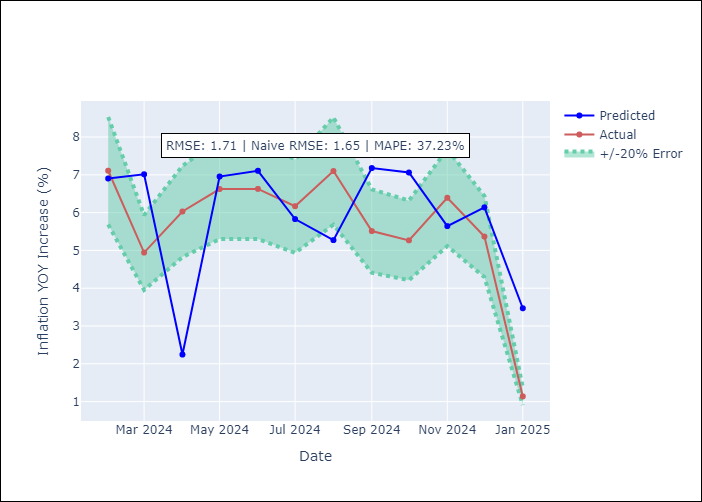 Predicted
Actual
+/-20% Error
RMSE: 1.71 | Naive RMSE: 1.65 | MAPE: 37.23%
Inflation YOY Increase (%)
8
7
6
5
4
3
2
1
Mar 2024 May 2024 Jul 2024 Sep 2024 Nov 2024 Jan 2025
Date